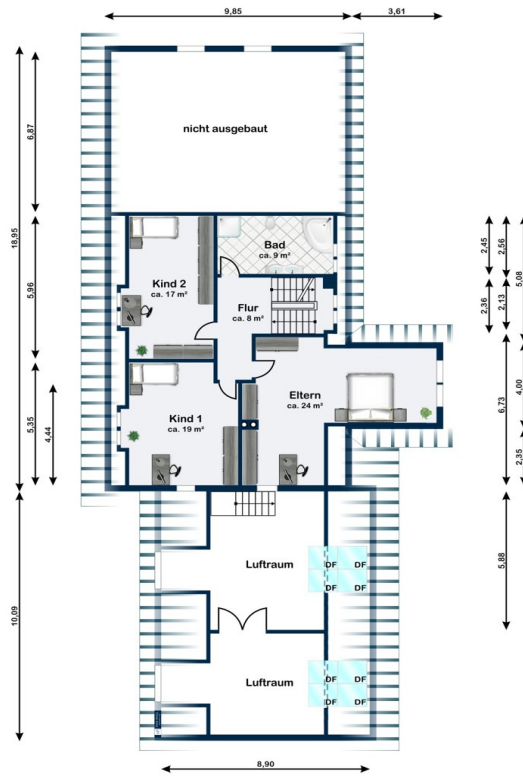 9,85
3,61
nicht ausgebaut
6,87
18,95
5,96
5,35
4,44
10,09
Bad
ca. 9 m²
Kind 2
ca. 17 m²
Flur
ca. 8 m²
Eltern
ca. 24 m²
Kind 1
ca. 19 m²
2,45
2,56
5,08
2,36
2,13
4,00
6,73
2,35
5,88
Luftraum
DF
DF
DF
DF
Luftraum
DF
DF
DF
DF
8,90